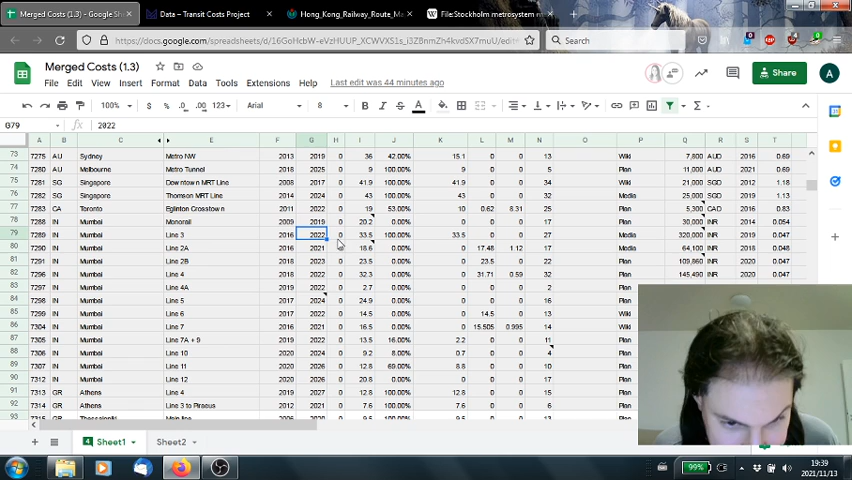 Merged Costs (1.3) - Google She
Data – Transit Costs Project
Hong_Kong_Railway_Route_Ma
File:Stockholm metrosystem m
https://docs.google.com/spreadsheets/d/
Search
Merged Costs (1.3)
File Edit View Insert Format Data Tools Extensions Help
Last edit was 44 minutes ago
Share
A
100% $ % .0 .00 123 Arial 8 B I S A
G79 fx 2022
A B C E F G H I J K L M N O P Q R S T
73 7275 AU Sydney Metro NW 2013 2019 0 36 42.00% 15.1 0 0 13 Wiki 7,800 AUD 2016 0.69
74 7280 AU Melbourne Metro Tunnel 2018 2025 0 9 100.00% 9 0 0 5 Plan 11,000 AUD 2021 0.69
75 7281 SG Singapore Downtown MRT Line 2008 2017 0 41.9 100.00% 41.9 0 0 34 Wiki 21,000 SGD 2012 1.18
76 7282 SG Singapore Thomson MRT Line 2014 2024 0 43 100.00% 43 0 0 32 Media 25,000 SGD 2019 1.13
77 7283 CA Toronto Eglinton Crosstown 2011 2022 0 19 53.00% 10 0.62 8.31 25 Plan 5,300 CAD 2016 0.83
78 7288 IN Mumbai Monorail 2009 2019 0 20.2 0.00% 0 0 0 17 Plan 30,000 INR 2014 0.054
79 7289 IN Mumbai Line 3 2016 2022 0 33.5 100.00% 33.5 0 0 27 Media 320,000 INR 2018 0.047
80 7290 IN Mumbai Line 2A 2016 2021 0 18.6 0.00% 0 17.48 1.12 17 Media 64,100 INR 2018 0.048
81 7291 IN Mumbai Line 2B 2018 2023 0 23.5 0.00% 0 23.5 0 22 Plan 109,860 INR 2020 0.047
82 7292 IN Mumbai Line 4 2018 2022 0 32.3 0.00% 0 31.71 0.59 32 Plan 145,490 INR 2020 0.047
83 7297 IN Mumbai Line 4A 2019 2022 0 2.7 0.00% 0 0 0 2 Plan
84 7298 IN Mumbai Line 5 2017 2024 0 24.9 0.00% 0 0 0 16 Plan
85 7299 IN Mumbai Line 6 2017 2022 0 14.5 0.00% 0 14.5 0 13 Wiki
86 7304 IN Mumbai Line 7 2016 2021 0 16.5 0.00% 0 15.505 0.995 14 Wiki
87 7305 IN Mumbai Line 7A + 9 2019 2022 0 13.5 16.00% 2.2 0 0 11 Plan
88 7306 IN Mumbai Line 10 2020 2024 0 9.2 8.00% 0.7 0 0 4 Plan
89 7307 IN Mumbai Line 11 2020 2026 0 12.8 69.00% 8.8 0 0 10 Plan
90 7312 IN Mumbai Line 12 2020 2026 0 20.8 0.00% 0 0 0 17 Plan
91 7313 GR Athens Line 4 2020 2027 0 12.8 100.00% 12.8 0 0 15 Plan
92 7314 GR Athens Line 3 to Piraeus 2012 2021 0 7.6 100.00% 7.6 0 0 6 Plan
93 7315 GR Thessaloniki Main line
Sheet1 Sheet2
4
99%
19:39
2021/11/13